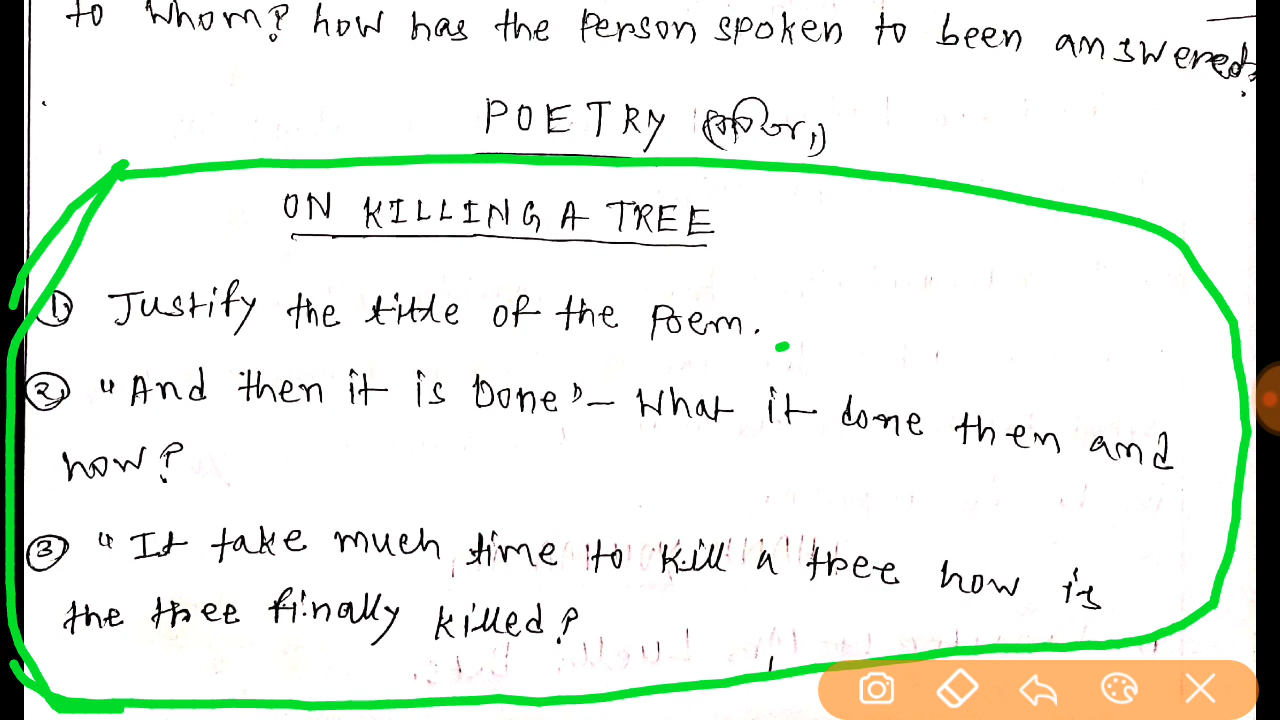 to whom? how has the person spoken to been answered?
POETRY (কবিতা)
ON KILLING A TREE
① Justify the title of the poem.
② "And then it is Done" - What it done then and
how?
③ "It take much time to kill a tree how is
the tree finally killed?